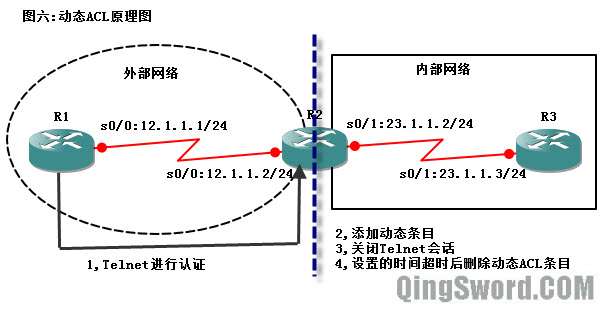 图六:动态ACL原理图
外部网络
内部网络
R1
R2
R3
s0/0:12.1.1.1/24
s0/1:23.1.1.2/24
s0/0:12.1.1.2/24
s0/1:23.1.1.3/24
1,Telnet进行认证
2,添加动态条目
3,关闭Telnet会话
4,设置的时间超时后删除动态ACL条目
QingSword.COM